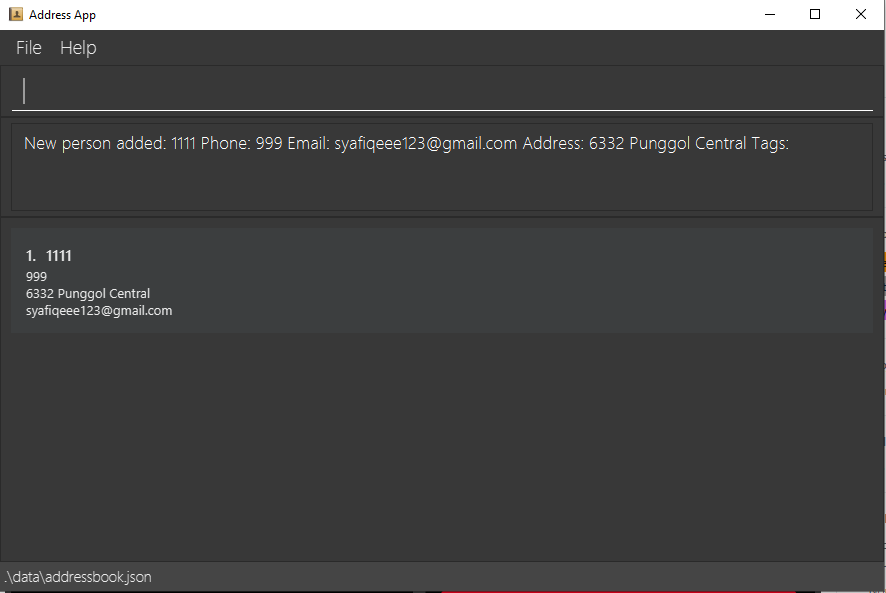 Address App
File Help
New person added: 1111 Phone: 999 Email: syafiqeee123@gmail.com Address: 6332 Punggol Central Tags:
1. 1111
999
6332 Punggol Central
syafiqeee123@gmail.com
.\data\addressbook.json